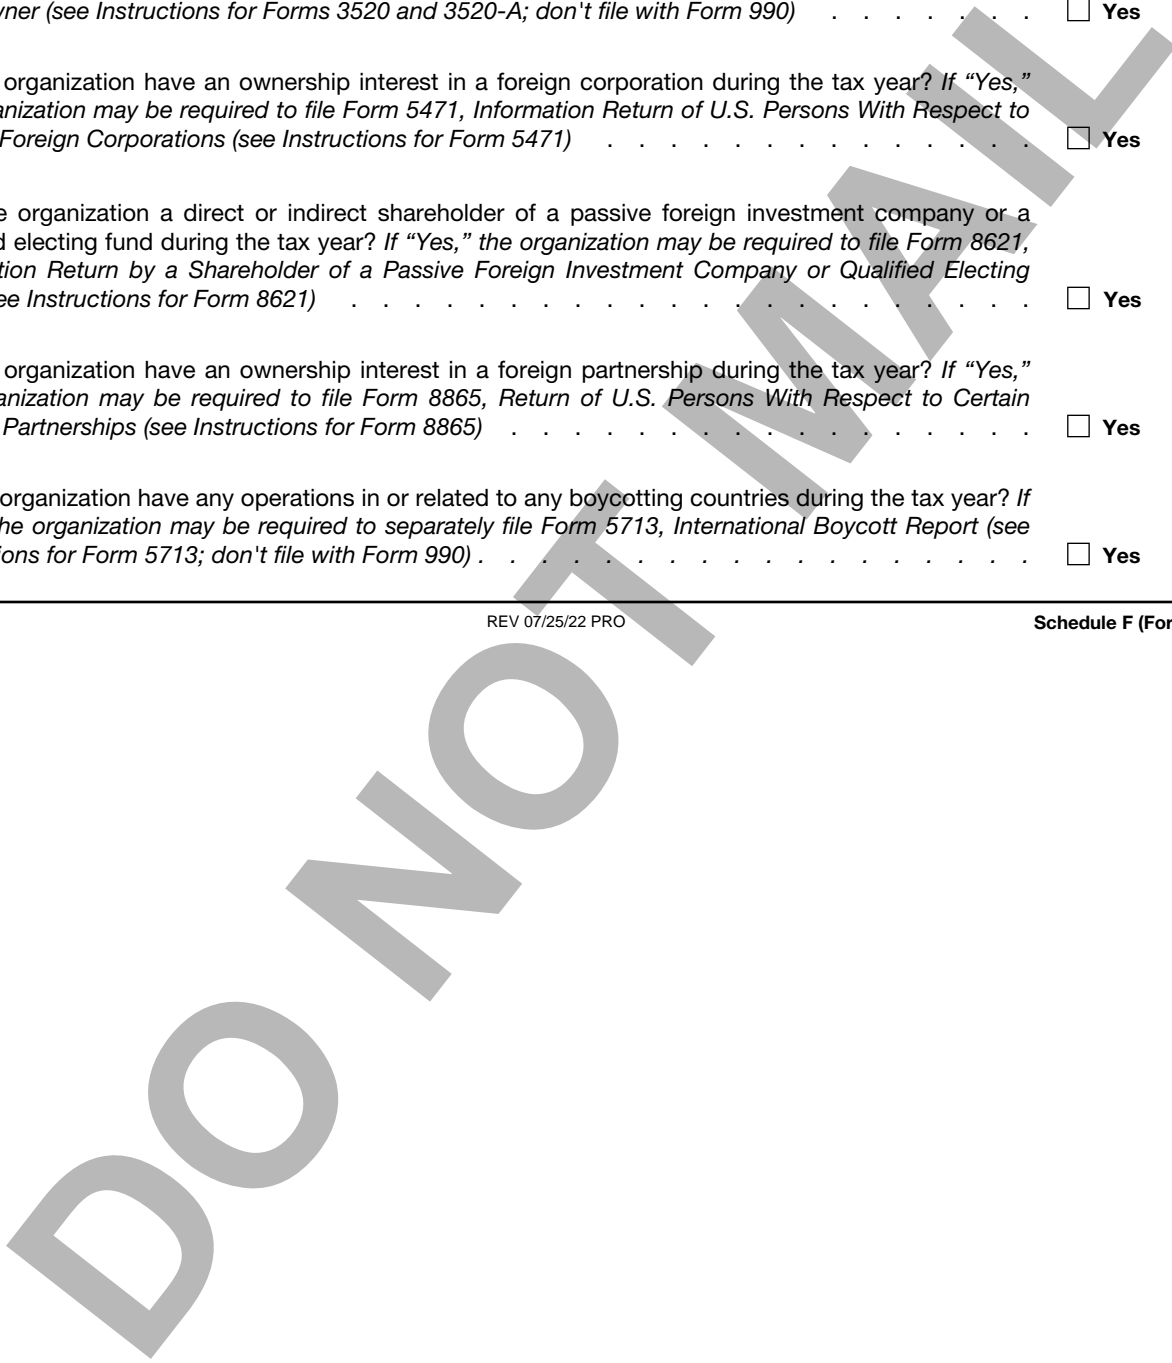 (see Instructions for Forms 3520 and 3520-A; don't file with Form 990) . . . . . . . Yes
organization have an ownership interest in a foreign corporation during the tax year? If “Yes,”
may be required to file Form 5471, Information Return of U.S. Persons With Respect to
Foreign Corporations (see Instructions for Form 5471) . . . . . . . . . . . . . . Yes
organization a direct or indirect shareholder of a passive foreign investment company or a
electing fund during the tax year? If “Yes,” the organization may be required to file Form 8621,
Return by a Shareholder of a Passive Foreign Investment Company or Qualified Electing
Instructions for Form 8621) . . . . . . . . . . . . . . . . . . . . . . Yes
organization have an ownership interest in a foreign partnership during the tax year? If “Yes,”
may be required to file Form 8865, Return of U.S. Persons With Respect to Certain
Partnerships (see Instructions for Form 8865) . . . . . . . . . . . . . . . . . Yes
organization have any operations in or related to any boycotting countries during the tax year? If
the organization may be required to separately file Form 5713, International Boycott Report (see
for Form 5713; don't file with Form 990) . . . . . . . . . . . . . . . . . . Yes
REV 07/25/22 PRO Schedule F
DO NOT MAIL